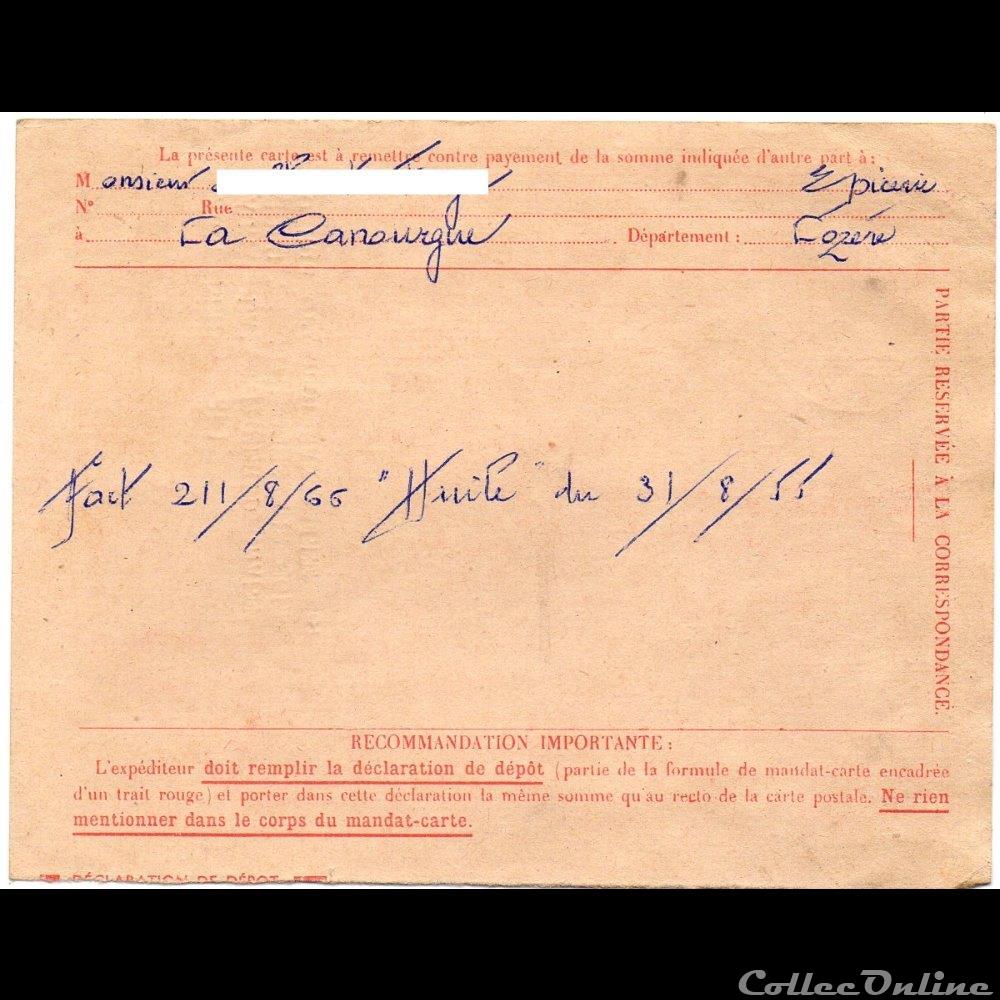 La présente carte est à remettre contre payement de la somme indiquée d'autre part à :
Monsieur Epicerie
N° Rue
à La Canourgue Département : Lozère
PARTIE RESERVÉE À LA CORRESPONDANCE.
Fact 211/8/66 "Huile" du 31/8/55
RECOMMANDATION IMPORTANTE :
L'expéditeur doit remplir la déclaration de dépôt (partie de la formule de mandat-carte encadrée
d'un trait rouge) et porter dans cette déclaration la même somme qu'au recto de la carte postale. Ne rien
mentionner dans le corps du mandat-carte.
DÉCLARATION DE DÉPOT
CollecOnline